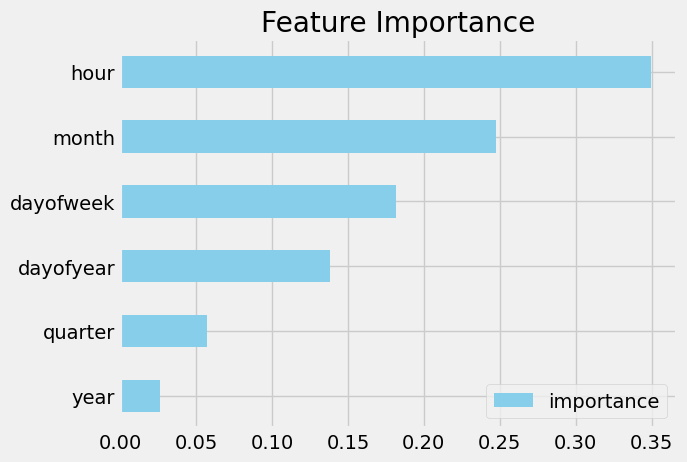 Feature Importance
hour
month
dayofweek
dayofyear
quarter
year
importance
0.00 0.05 0.10 0.15 0.20 0.25 0.30 0.35